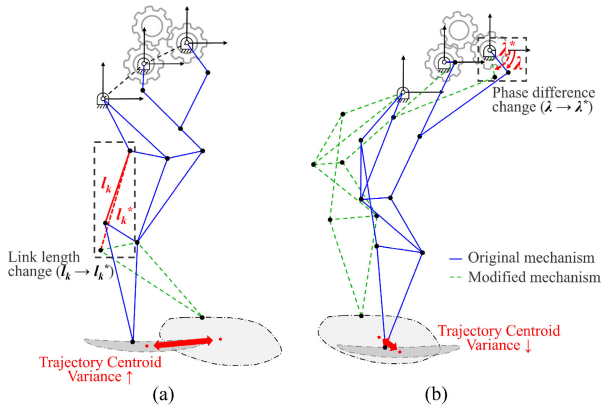 l_k
l_k*
Link length
change (l_k → l_k*)
Trajectory Centroid
Variance ↑
(a)
λ*
λ
Phase difference
change (λ → λ*)
Original mechanism
Modified mechanism
Trajectory Centroid
Variance ↓
(b)